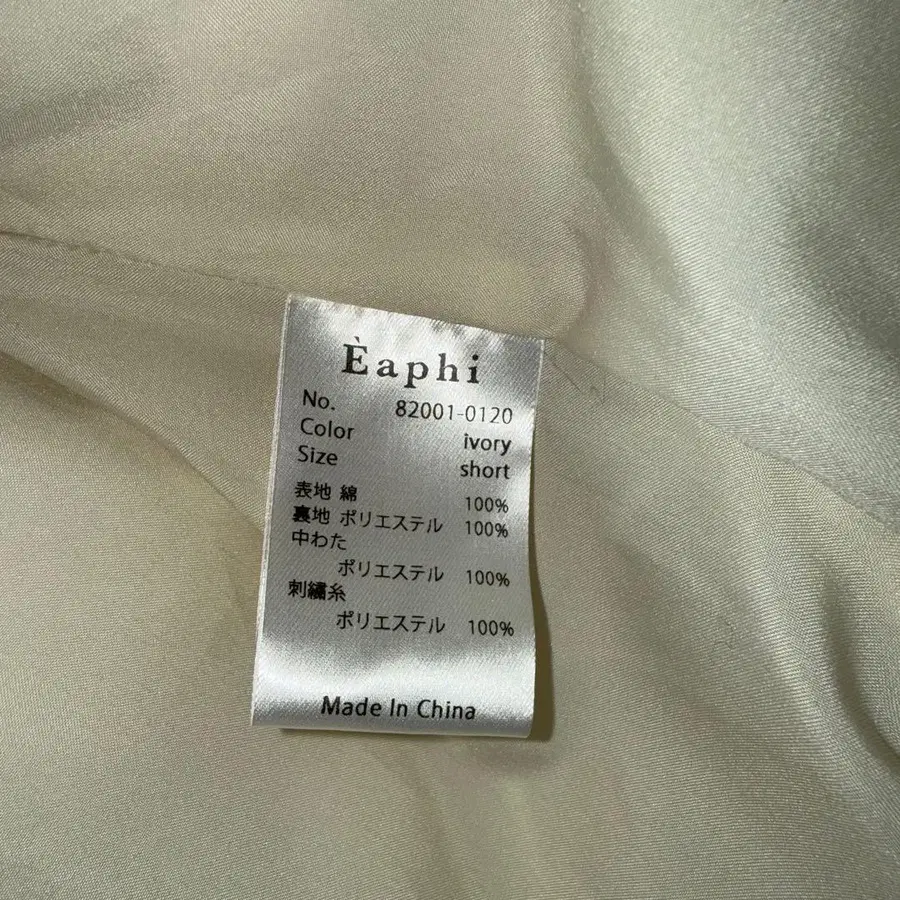 Èaphi
No. 82001-0120
Color ivory
Size short
表地 綿 100%
裏地 ポリエステル 100%
中わた
ポリエステル 100%
刺繍糸
ポリエステル 100%
Made In China